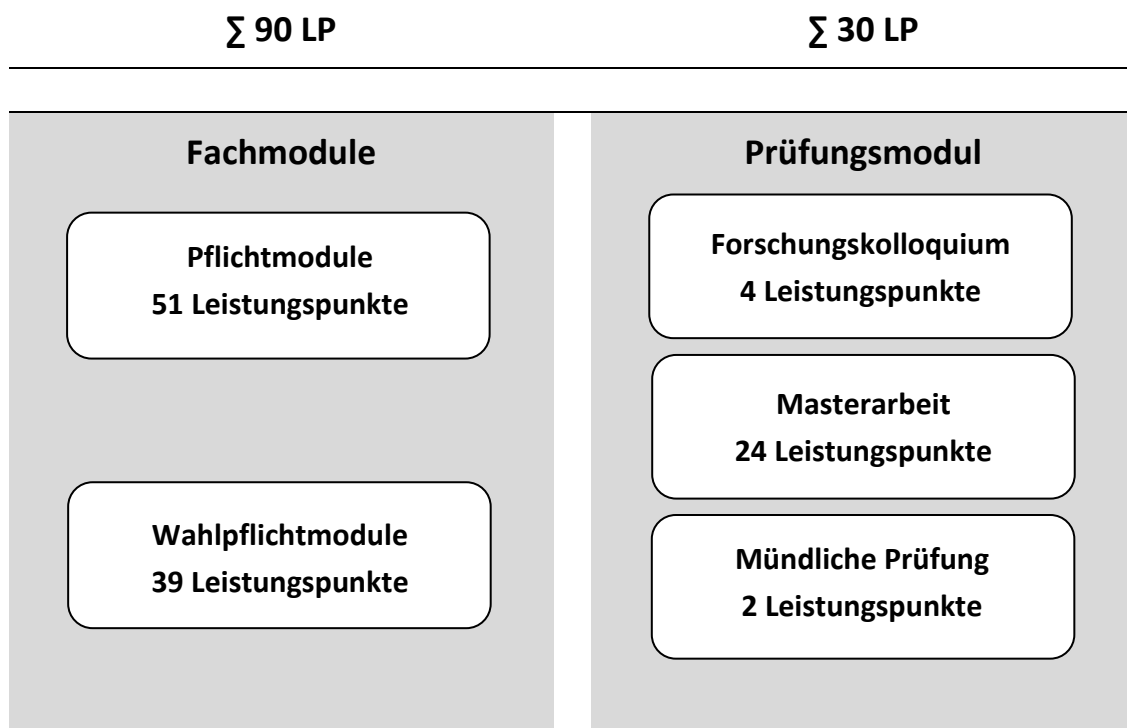 ∑ 90 LP
∑ 30 LP
Fachmodule
Pflichtmodule
51 Leistungspunkte
Wahlpflichtmodule
39 Leistungspunkte
Prüfungsmodul
Forschungskolloquium
4 Leistungspunkte
Masterarbeit
24 Leistungspunkte
Mündliche Prüfung
2 Leistungspunkte